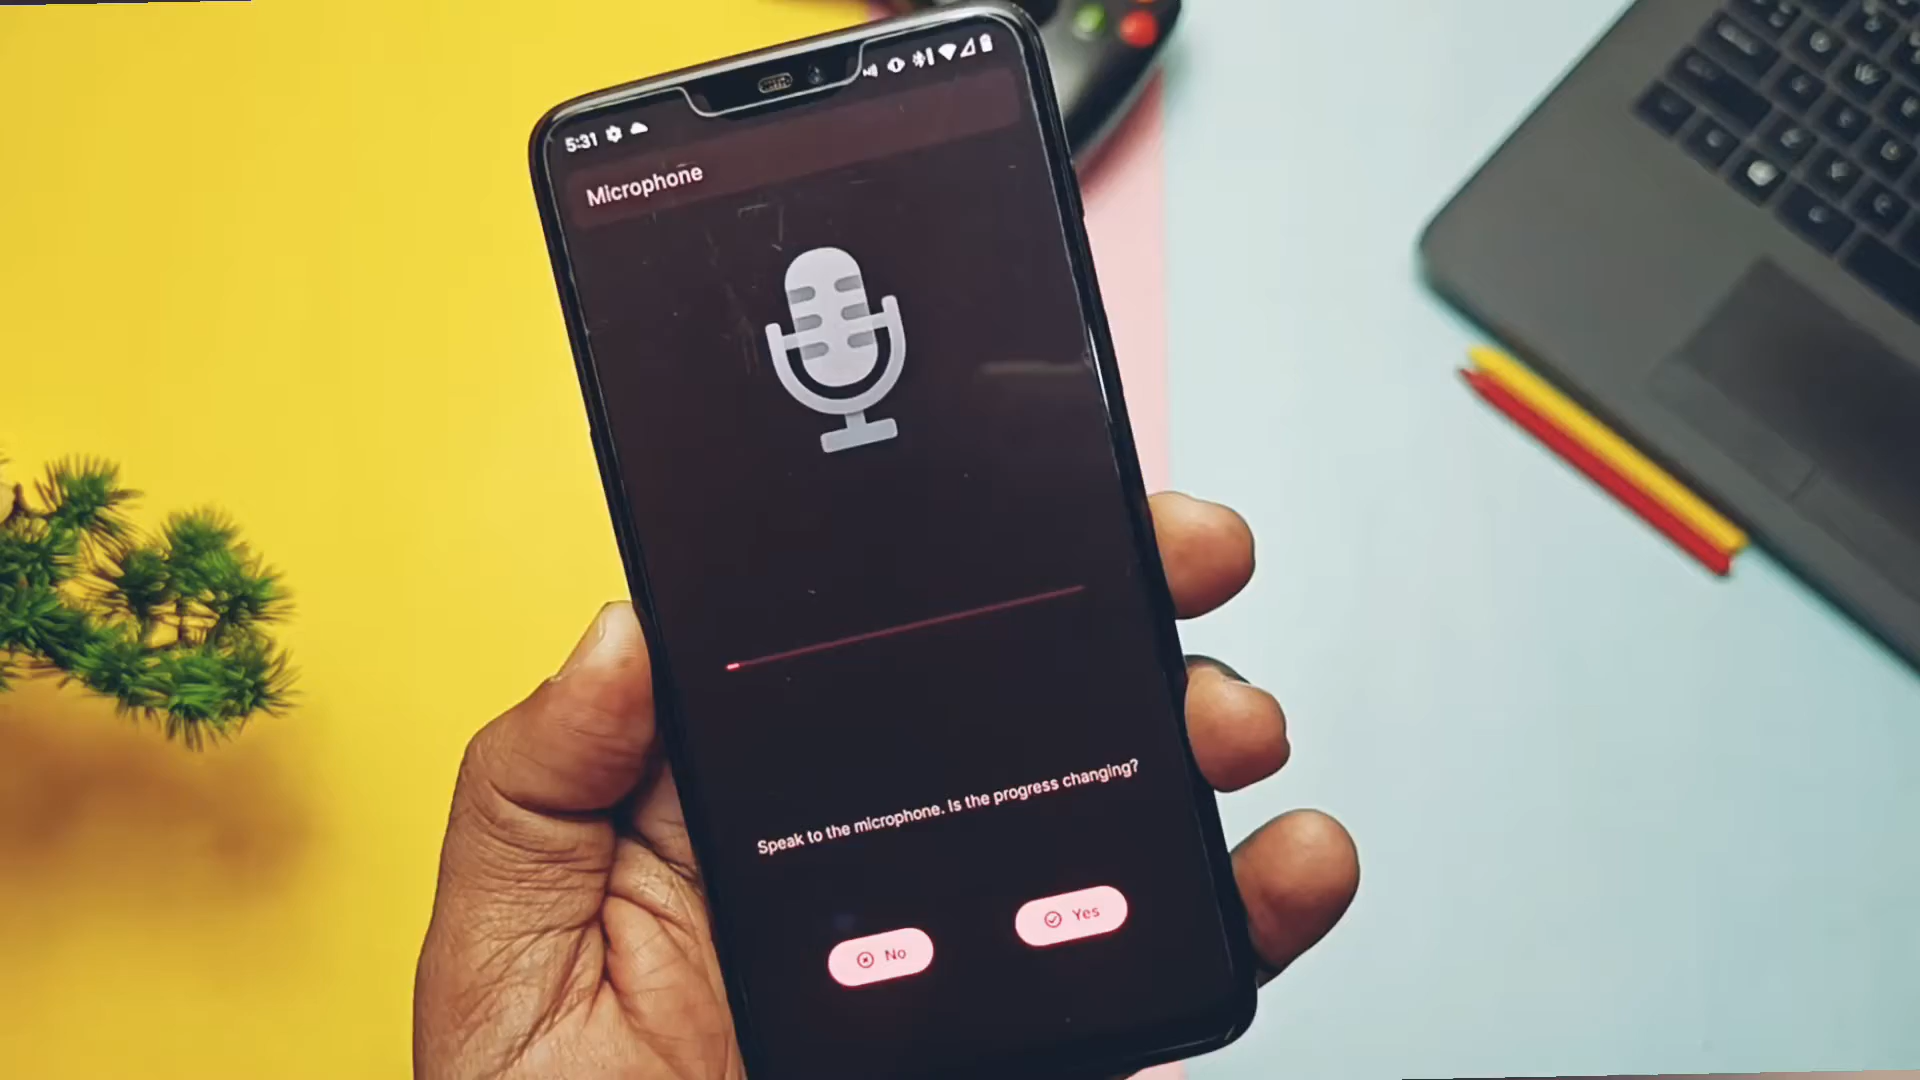 5:31
Microphone
Speak to the microphone. Is the progress changing?
No
Yes